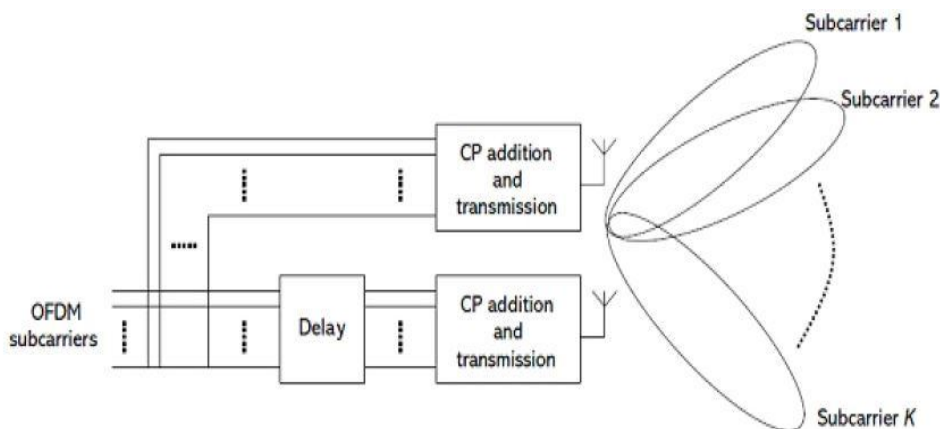 Subcarrier 1
Subcarrier 2
CP addition
and
transmission
OFDM
subcarriers
Delay
CP addition
and
transmission
Subcarrier K